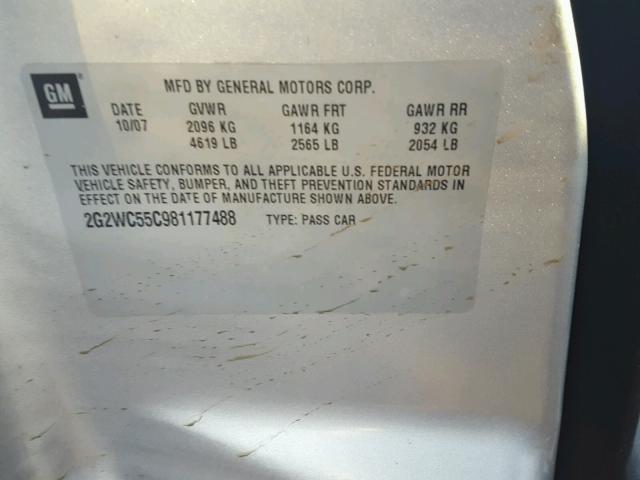 GM
MFD BY GENERAL MOTORS CORP.
DATE GVWR GAWR FRT GAWR RR
10/07 2096 KG 1164 KG 932 KG
4619 LB 2565 LB 2054 LB
THIS VEHICLE CONFORMS TO ALL APPLICABLE U.S. FEDERAL MOTOR
VEHICLE SAFETY, BUMPER, AND THEFT PREVENTION STANDARDS IN
EFFECT ON THE DATE OF MANUFACTURE SHOWN ABOVE.
2G2WC55C981177488 TYPE: PASS CAR